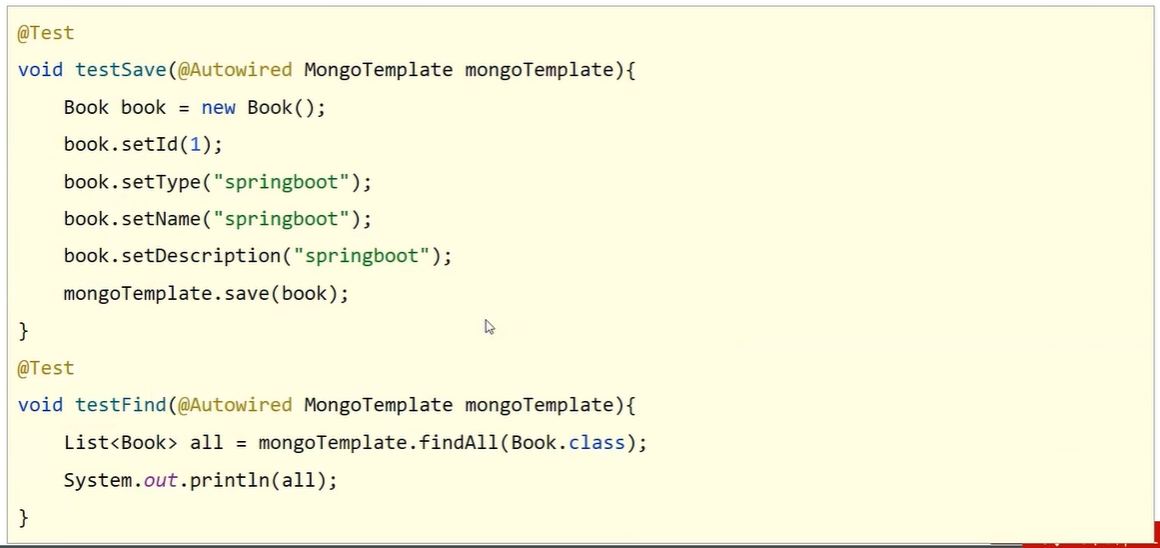 @Test
void testSave(@Autowired MongoTemplate mongoTemplate){
    Book book = new Book();
    book.setId(1);
    book.setType("springboot");
    book.setName("springboot");
    book.setDescription("springboot");
    mongoTemplate.save(book);
}
@Test
void testFind(@Autowired MongoTemplate mongoTemplate){
    List<Book> all = mongoTemplate.findAll(Book.class);
    System.out.println(all);
}